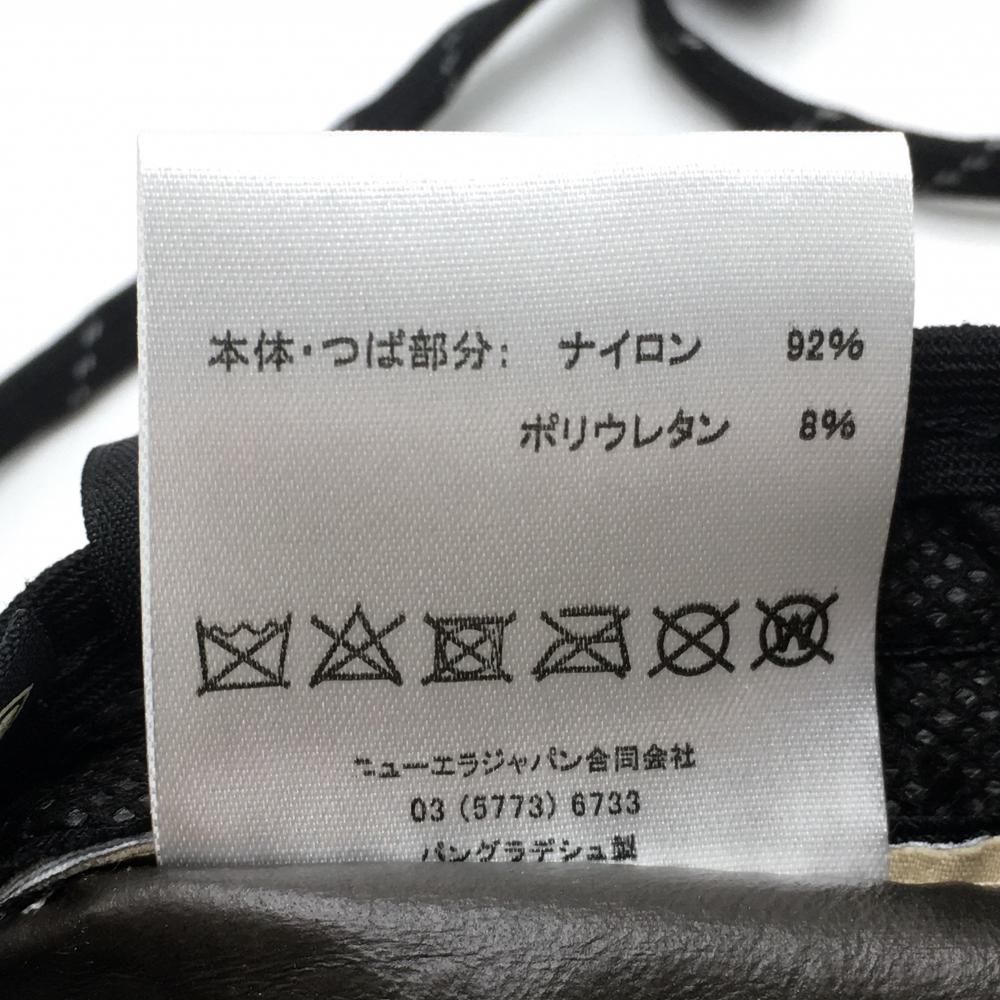 本体・つば部分: ナイロン 92%
ポリウレタン 8%
W
ニューエラジャパン合同会社
03 (5773) 6733
バングラデシュ製